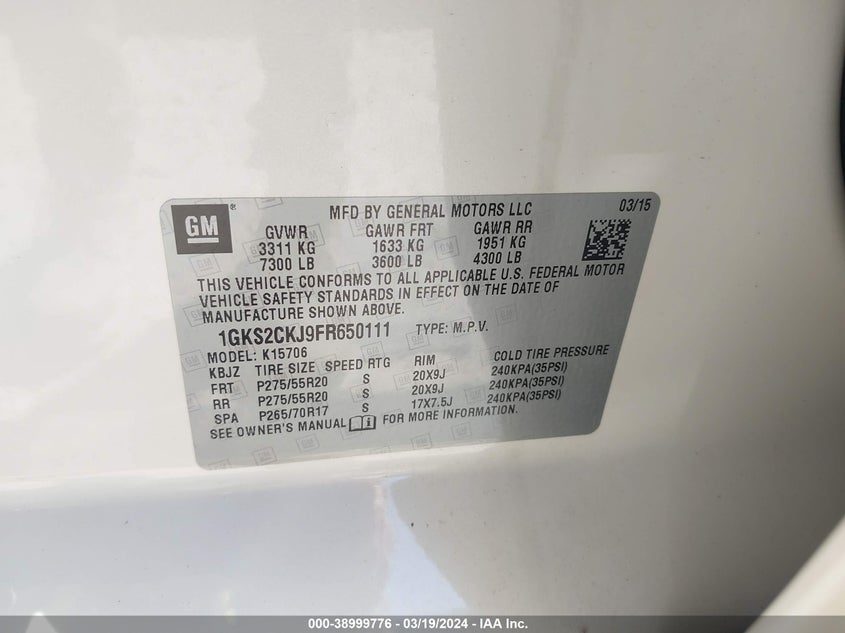 GM
®
MFD BY GENERAL MOTORS LLC
03/15
GVWR GAWR FRT GAWR RR
3311 KG 1633 KG 1951 KG
7300 LB 3600 LB 4300 LB
THIS VEHICLE CONFORMS TO ALL APPLICABLE U.S. FEDERAL MOTOR
VEHICLE SAFETY STANDARDS IN EFFECT ON THE DATE OF
MANUFACTURE SHOWN ABOVE.
1GKS2CKJ9FR650111 TYPE: M.P.V.
MODEL: K15706
KBJZ TIRE SIZE SPEED RTG RIM COLD TIRE PRESSURE
FRT P275/55R20 S 20X9J 240KPA(35PSI)
RR P275/55R20 S 20X9J 240KPA(35PSI)
SPA P265/70R17 S 17X7.5J 240KPA(35PSI)
SEE OWNER'S MANUAL FOR MORE INFORMATION.
000-38999776 — 03/19/2024 — IAA Inc.